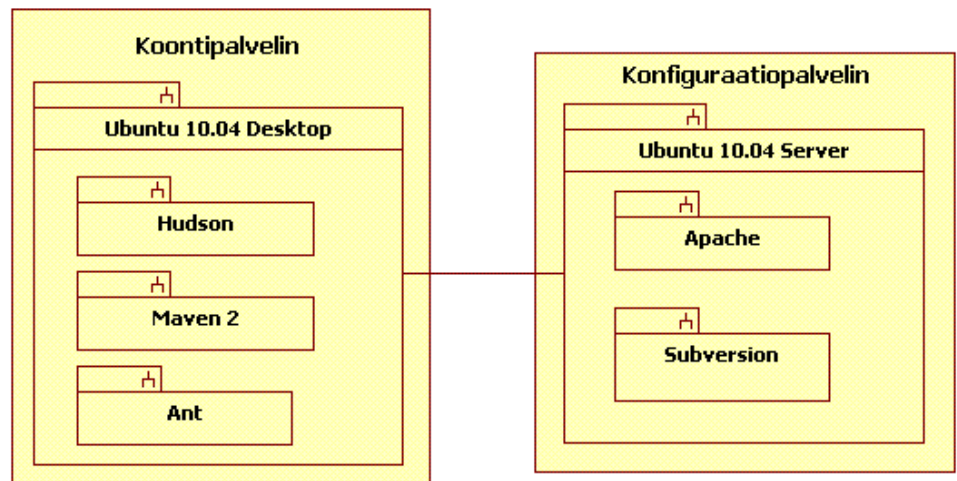 Koontipalvelin
Ubuntu 10.04 Desktop
Hudson
Maven 2
Ant
Konfiguraatiopalvelin
Ubuntu 10.04 Server
Apache
Subversion